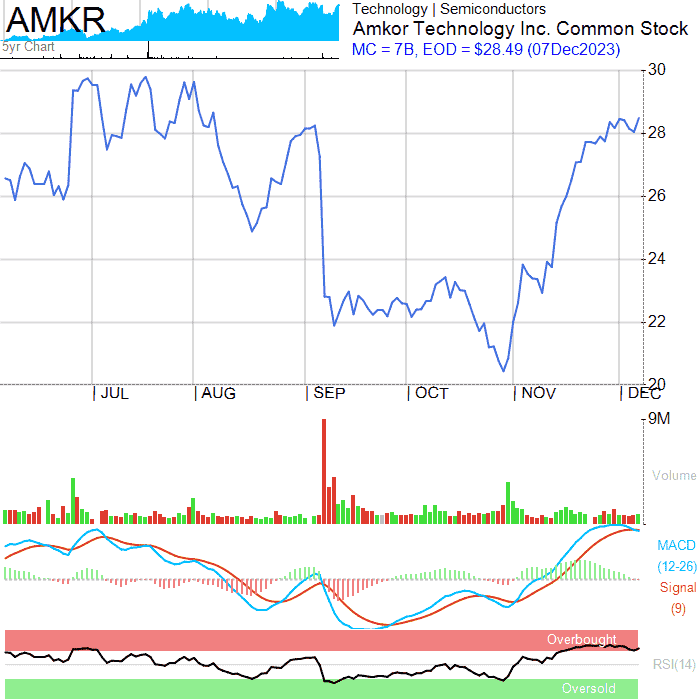 AMKR
5yr Chart
Technology | Semiconductors
Amkor Technology Inc. Common Stock
MC = 7B, EOD = $28.49 (07Dec2023)
30
28
26
24
22
20
JUL
AUG
SEP
OCT
NOV
DEC
9M
Volume
MACD
(12-26)
Signal
(9)
Overbought
RSI(14)
Oversold